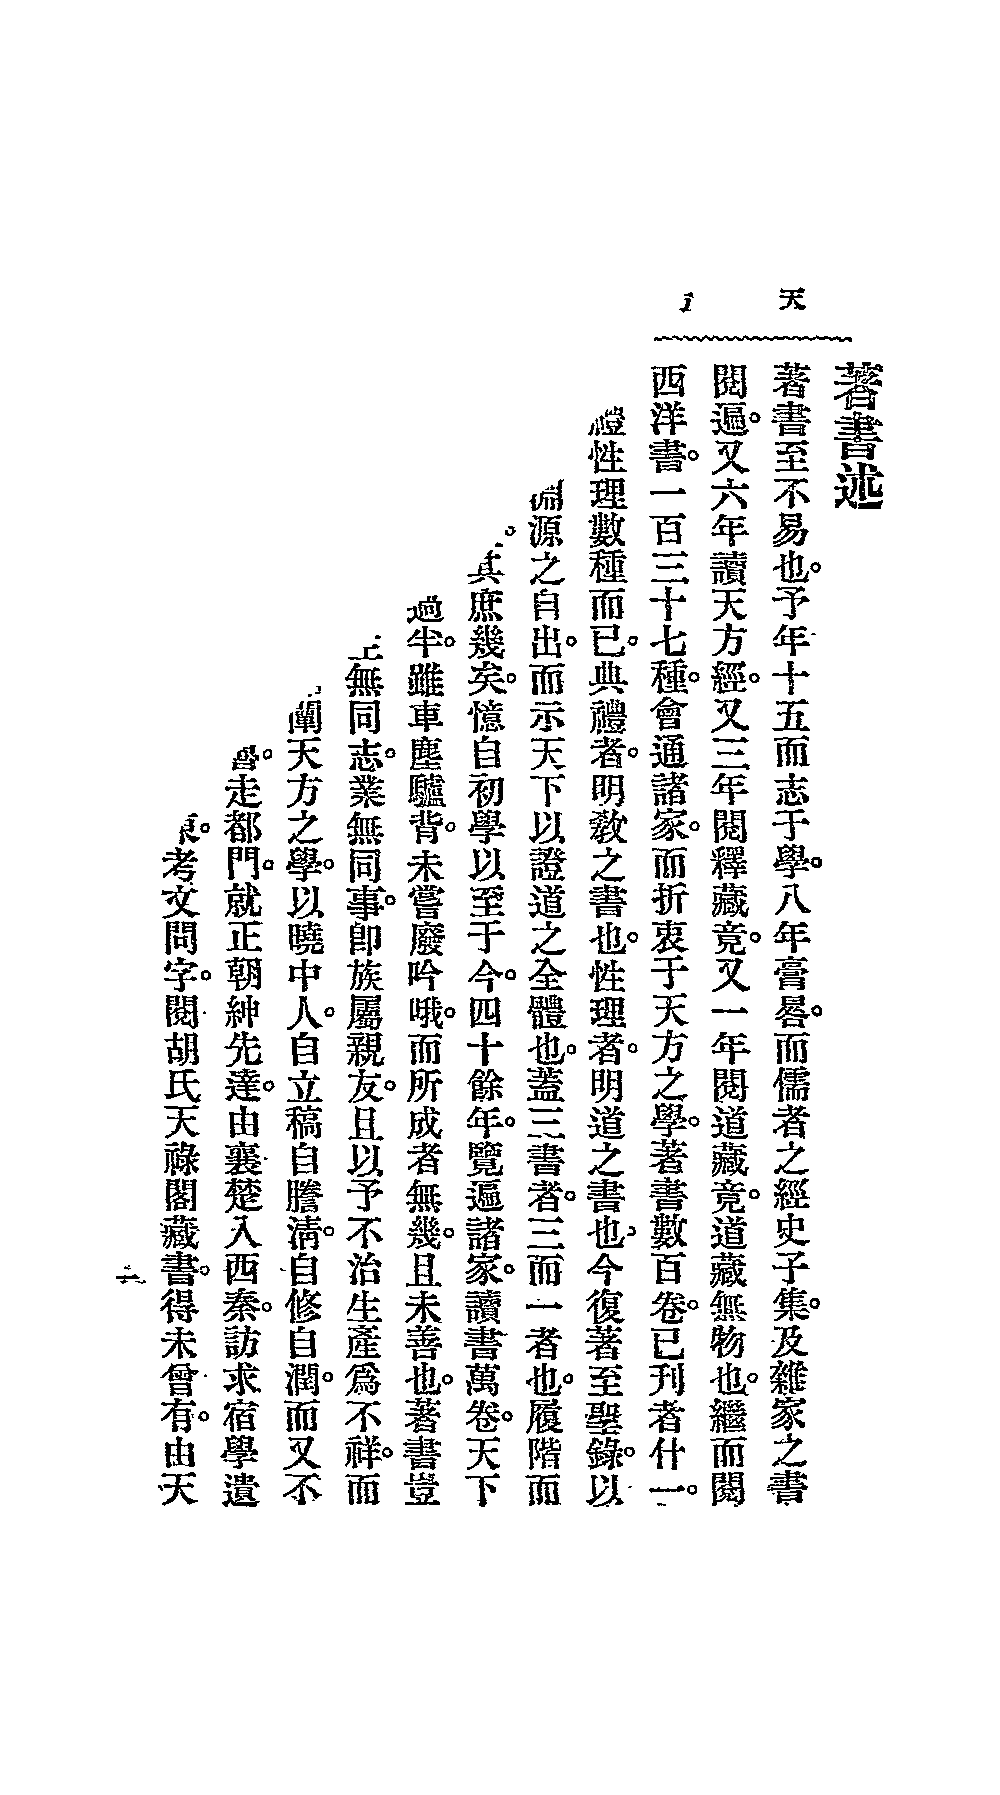 天
1
著書述
著書至不易也。予年十五而志于學。八年膏晷。而儒者之經史子集。及雜家之書
閱遍。又六年讀天方經。又三年閱釋藏竟。又一年閱道藏竟。道藏無物也。繼而閱
西洋書。一百三十七種。會通諸家。而折衷于天方之學。著書數百卷。已刊者什一。
性理數種而已。典禮者。明敎之書也。性理者。明道之書也。今復著至聖錄。以
源之自出。而示天下以證道之全體也。蓋三書者。三而一者也。履階而
其庶幾矣。憶自初學以至于今。四十餘年。覽遍諸家。讀書萬卷。天下
過半。雖車塵驢背。未嘗廢吟哦。而所成者無幾。且未善也。著書豈
無同志。業無同事。卽族屬親友。且以予不治生產爲不祥。而
闡天方之學。以曉中人。自立稿自謄淸。自修自潤。而又不
走都門。就正朝紳先達。由襄楚入西秦。訪求宿學遺
考文問字。閱胡氏天祿閣藏書。得未曾有。由天
二